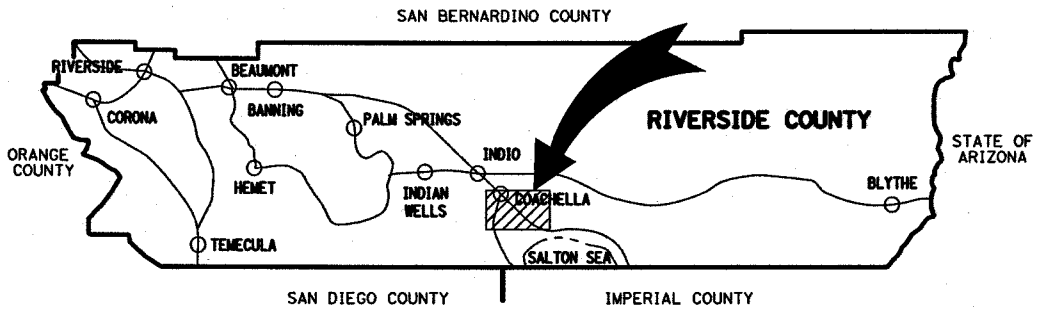 SAN BERNARDINO COUNTY
RIVERSIDE
BEAUMONT
BANNING
CORONA
PALM SPRINGS
RIVERSIDE COUNTY
ORANGE
COUNTY
STATE OF
ARIZONA
INDIO
HEMET
INDIAN
WELLS
COACHELLA
BLYTHE
TEMECULA
SALTON SEA
SAN DIEGO COUNTY
IMPERIAL COUNTY